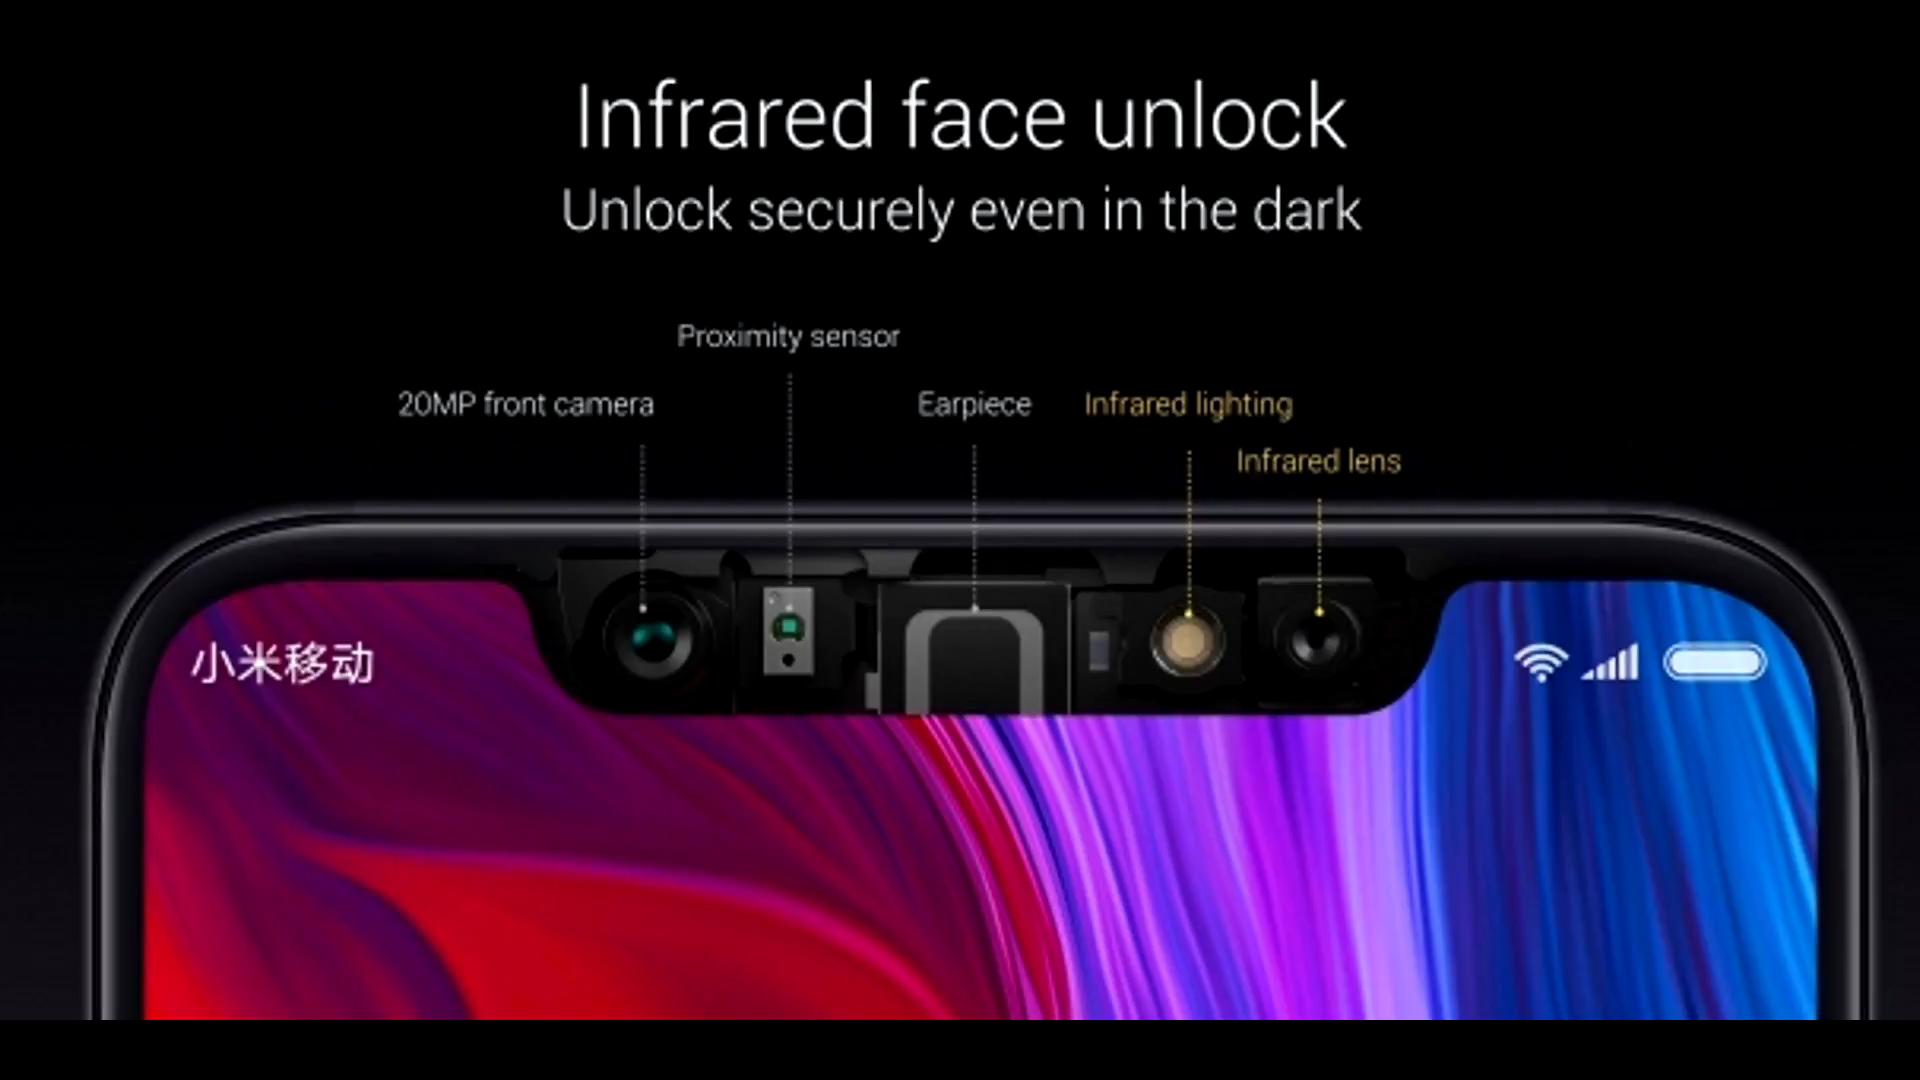 Infrared face unlock
Unlock securely even in the dark
Proximity sensor
20MP front camera
Earpiece
Infrared lighting
Infrared lens
小米移动